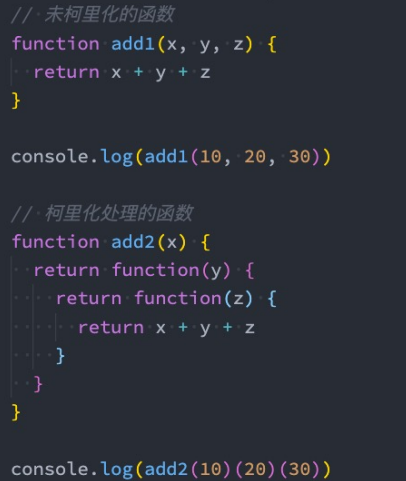 // 未柯里化的函数
function add1(x, y, z) {
  return x + y + z
}

console.log(add1(10, 20, 30))

// 柯里化处理的函数
function add2(x) {
  return function(y) {
    return function(z) {
      return x + y + z
    }
  }
}

console.log(add2(10)(20)(30))